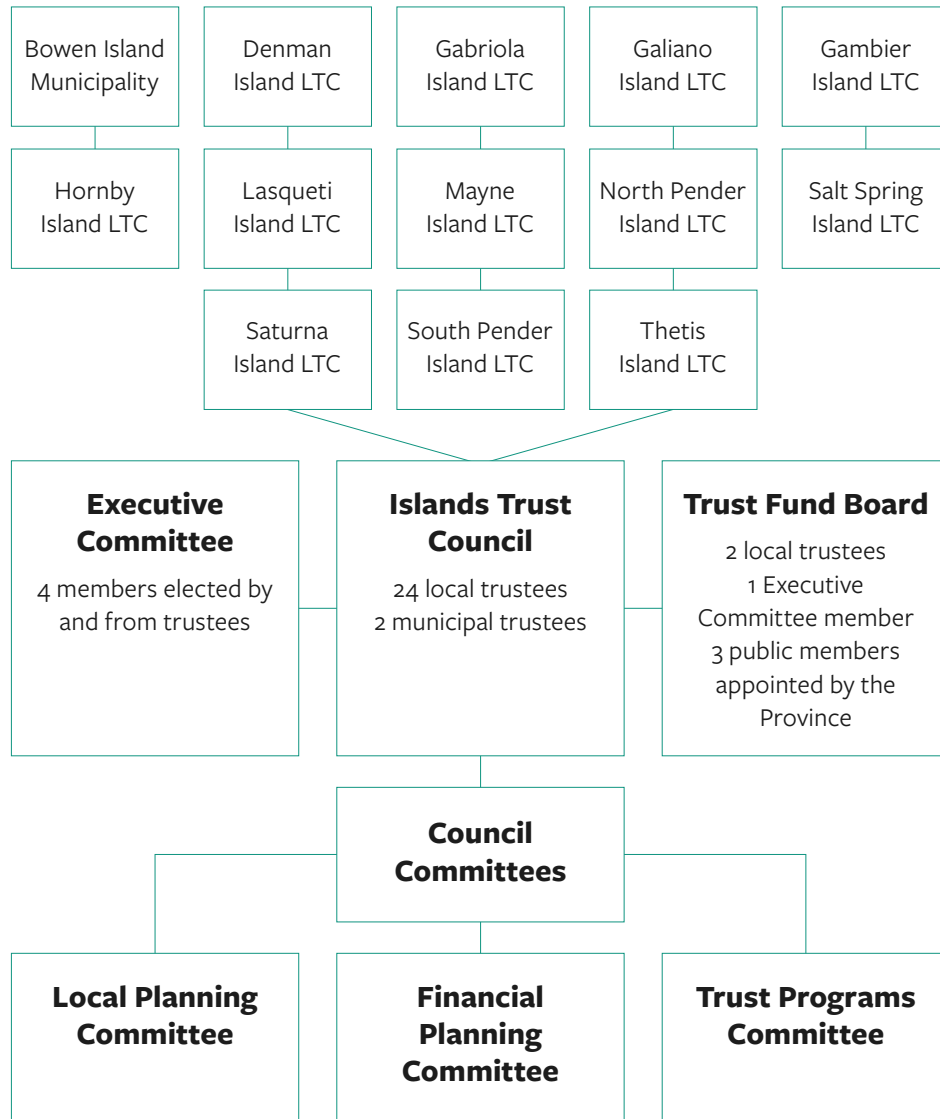 Bowen Island
Municipality
Denman
Island LTC
Gabriola
Island LTC
Galiano
Island LTC
Gambier
Island LTC
Hornby
Island LTC
Lasqueti
Island LTC
Mayne
Island LTC
North Pender
Island LTC
Salt Spring
Island LTC
Saturna
Island LTC
South Pender
Island LTC
Thetis
Island LTC
Executive
Committee
4 members elected by
and from trustees
Islands Trust
Council
24 local trustees
2 municipal trustees
Trust Fund Board
2 local trustees
1 Executive
Committee member
3 public members
appointed by the
Province
Council
Committees
Local Planning
Committee
Financial
Planning
Committee
Trust Programs
Committee